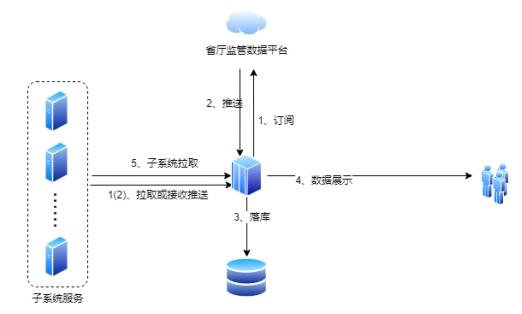 省厅监管数据平台
2、推送
1、订阅
5、子系统拉取
4、数据展示
1(2)、拉取或接收推送
3、落库
子系统服务